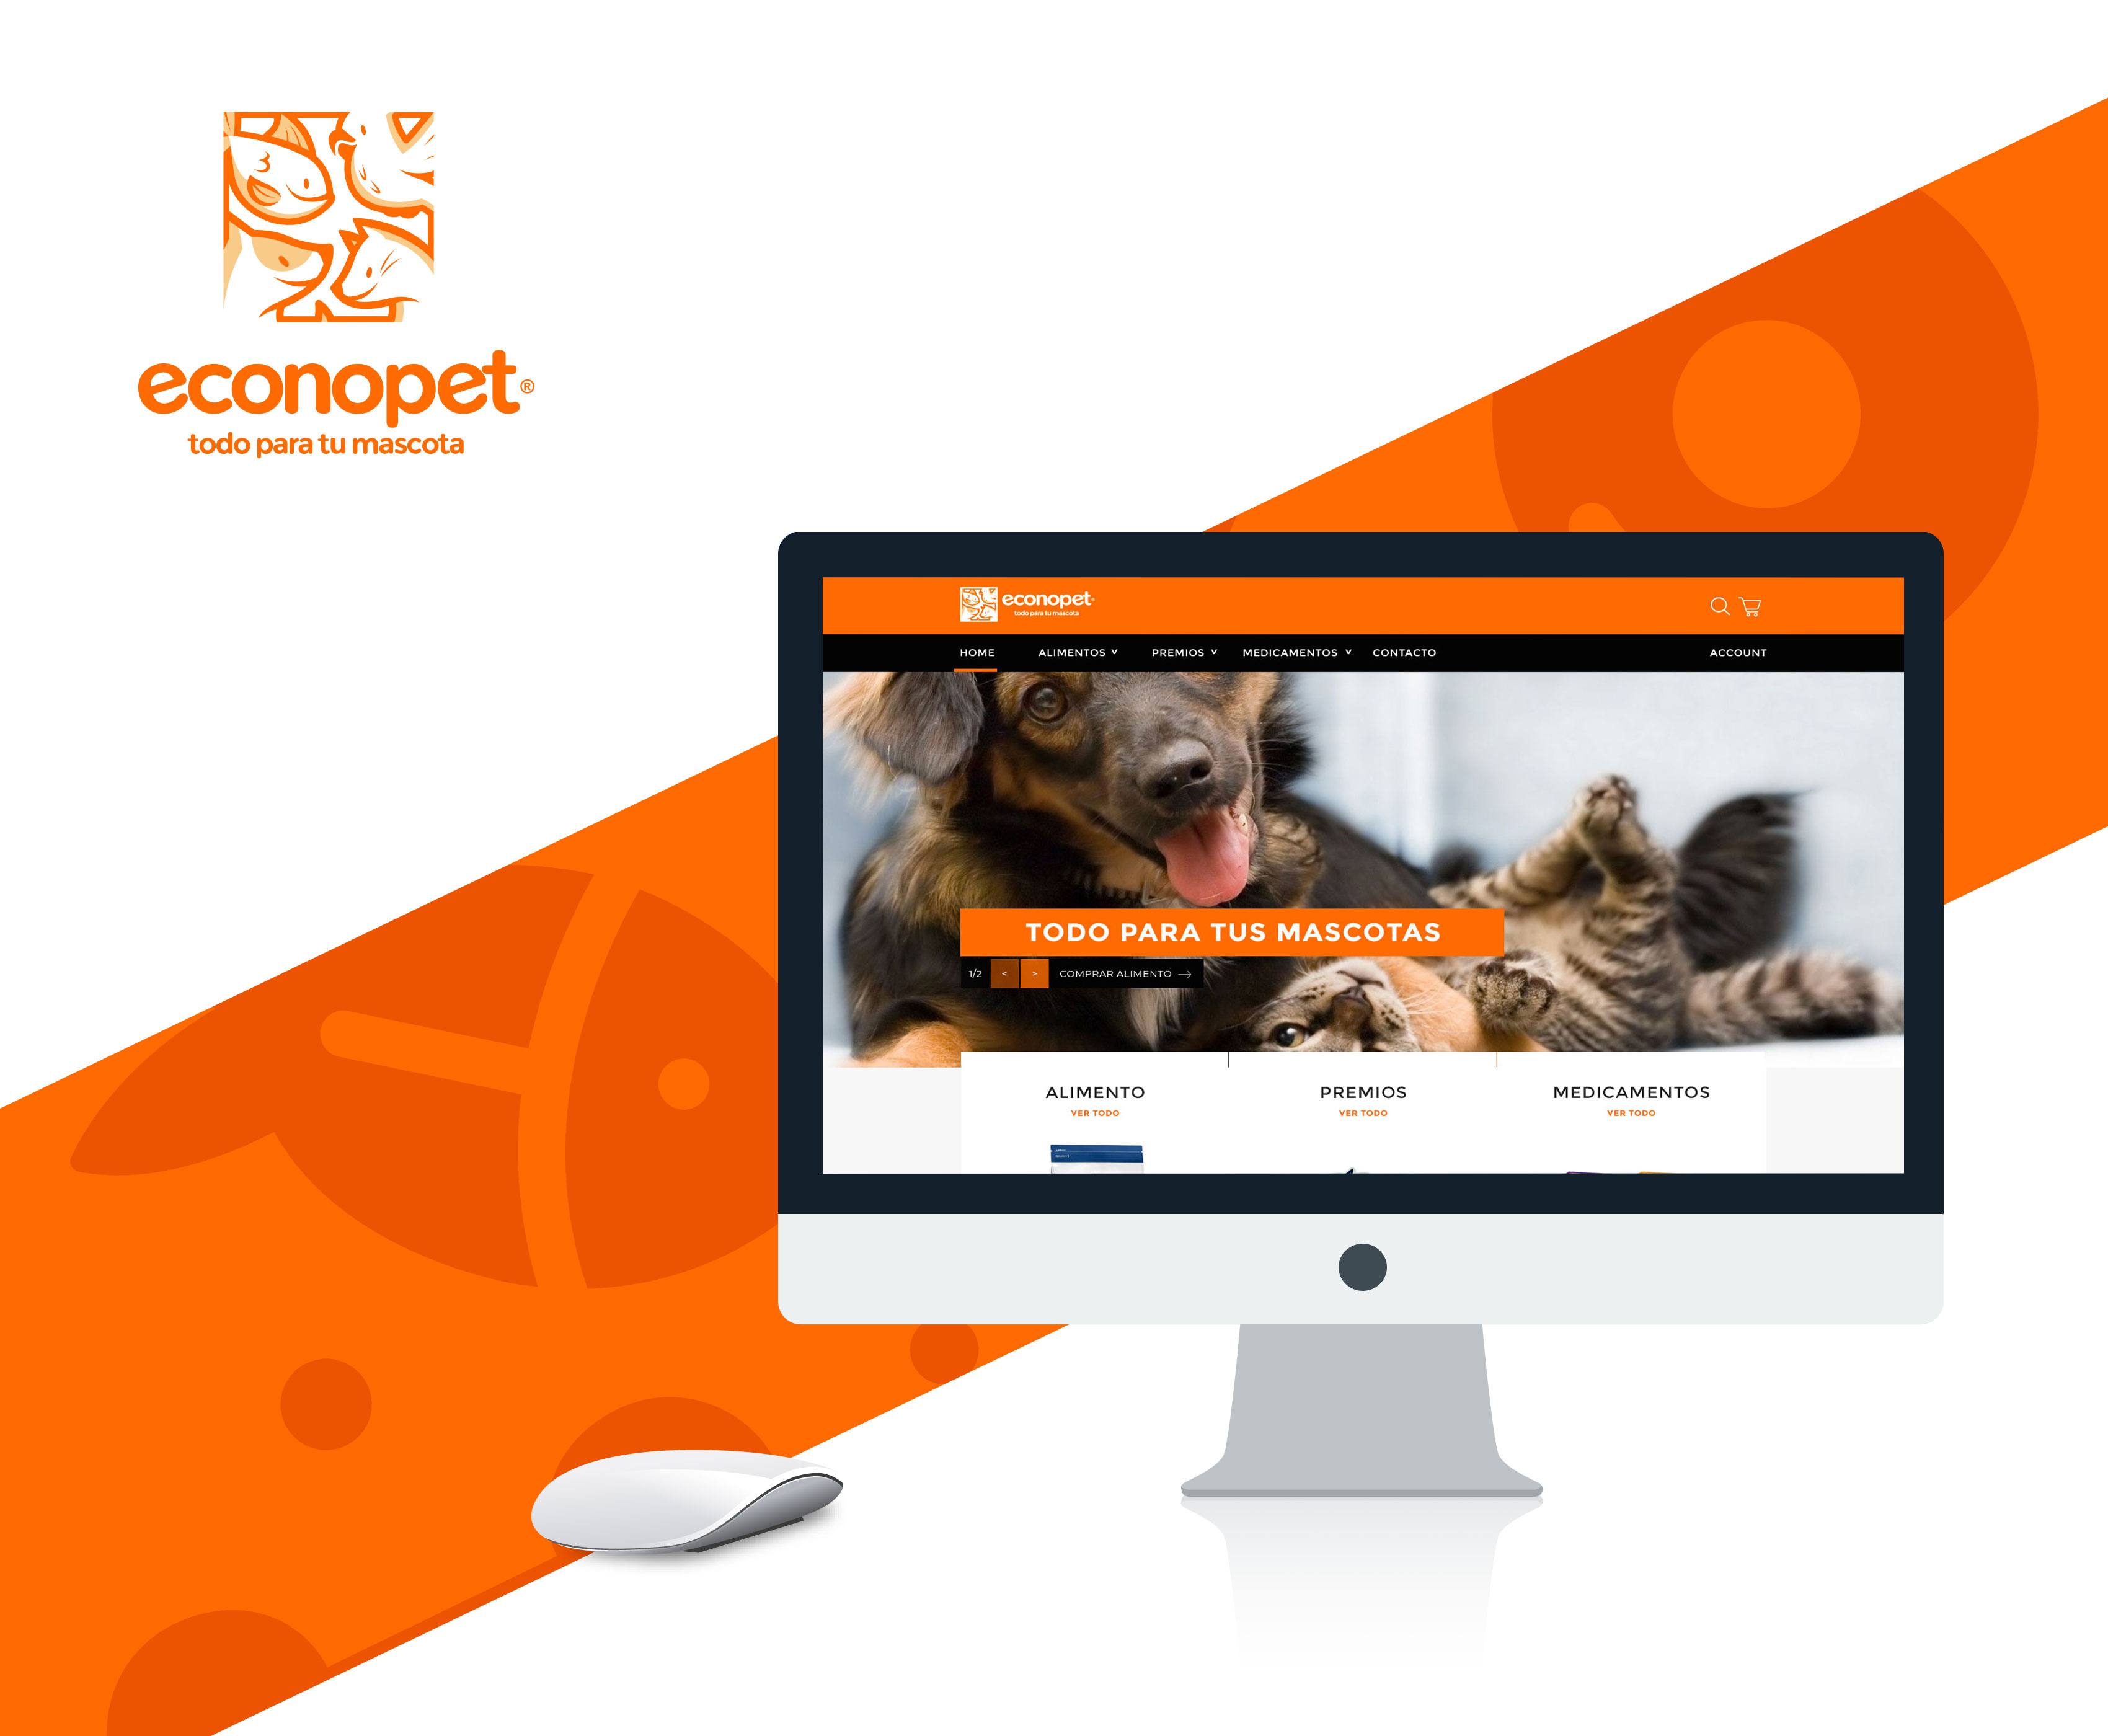 econopet®
todo para tu mascota
econopet®
todo para tu mascota
HOME ALIMENTOS PREMIOS MEDICAMENTOS CONTACTO ACCOUNT
TODO PARA TUS MASCOTAS
1/2 < > COMPRAR ALIMENTO →
ALIMENTO PREMIOS MEDICAMENTOS
VER TODO VER TODO VER TODO